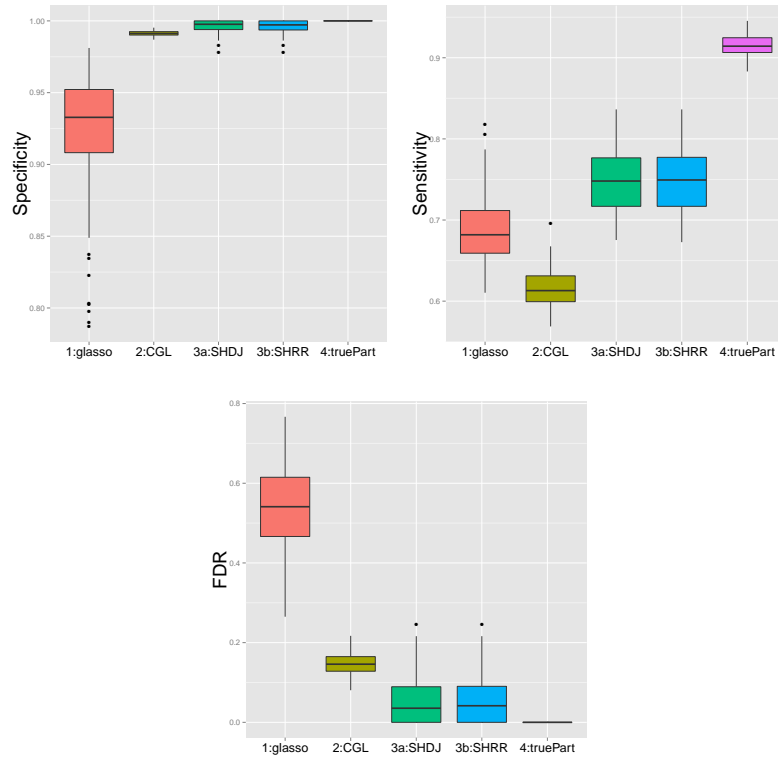 Specificity
1.00
0.95
0.90
0.85
0.80
1:glasso 2:CGL 3a:SHDJ 3b:SHRR 4:truePart
Sensitivity
0.9
0.8
0.7
0.6
1:glasso 2:CGL 3a:SHDJ 3b:SHRR 4:truePart
FDR
0.8
0.6
0.4
0.2
0.0
1:glasso 2:CGL 3a:SHDJ 3b:SHRR 4:truePart